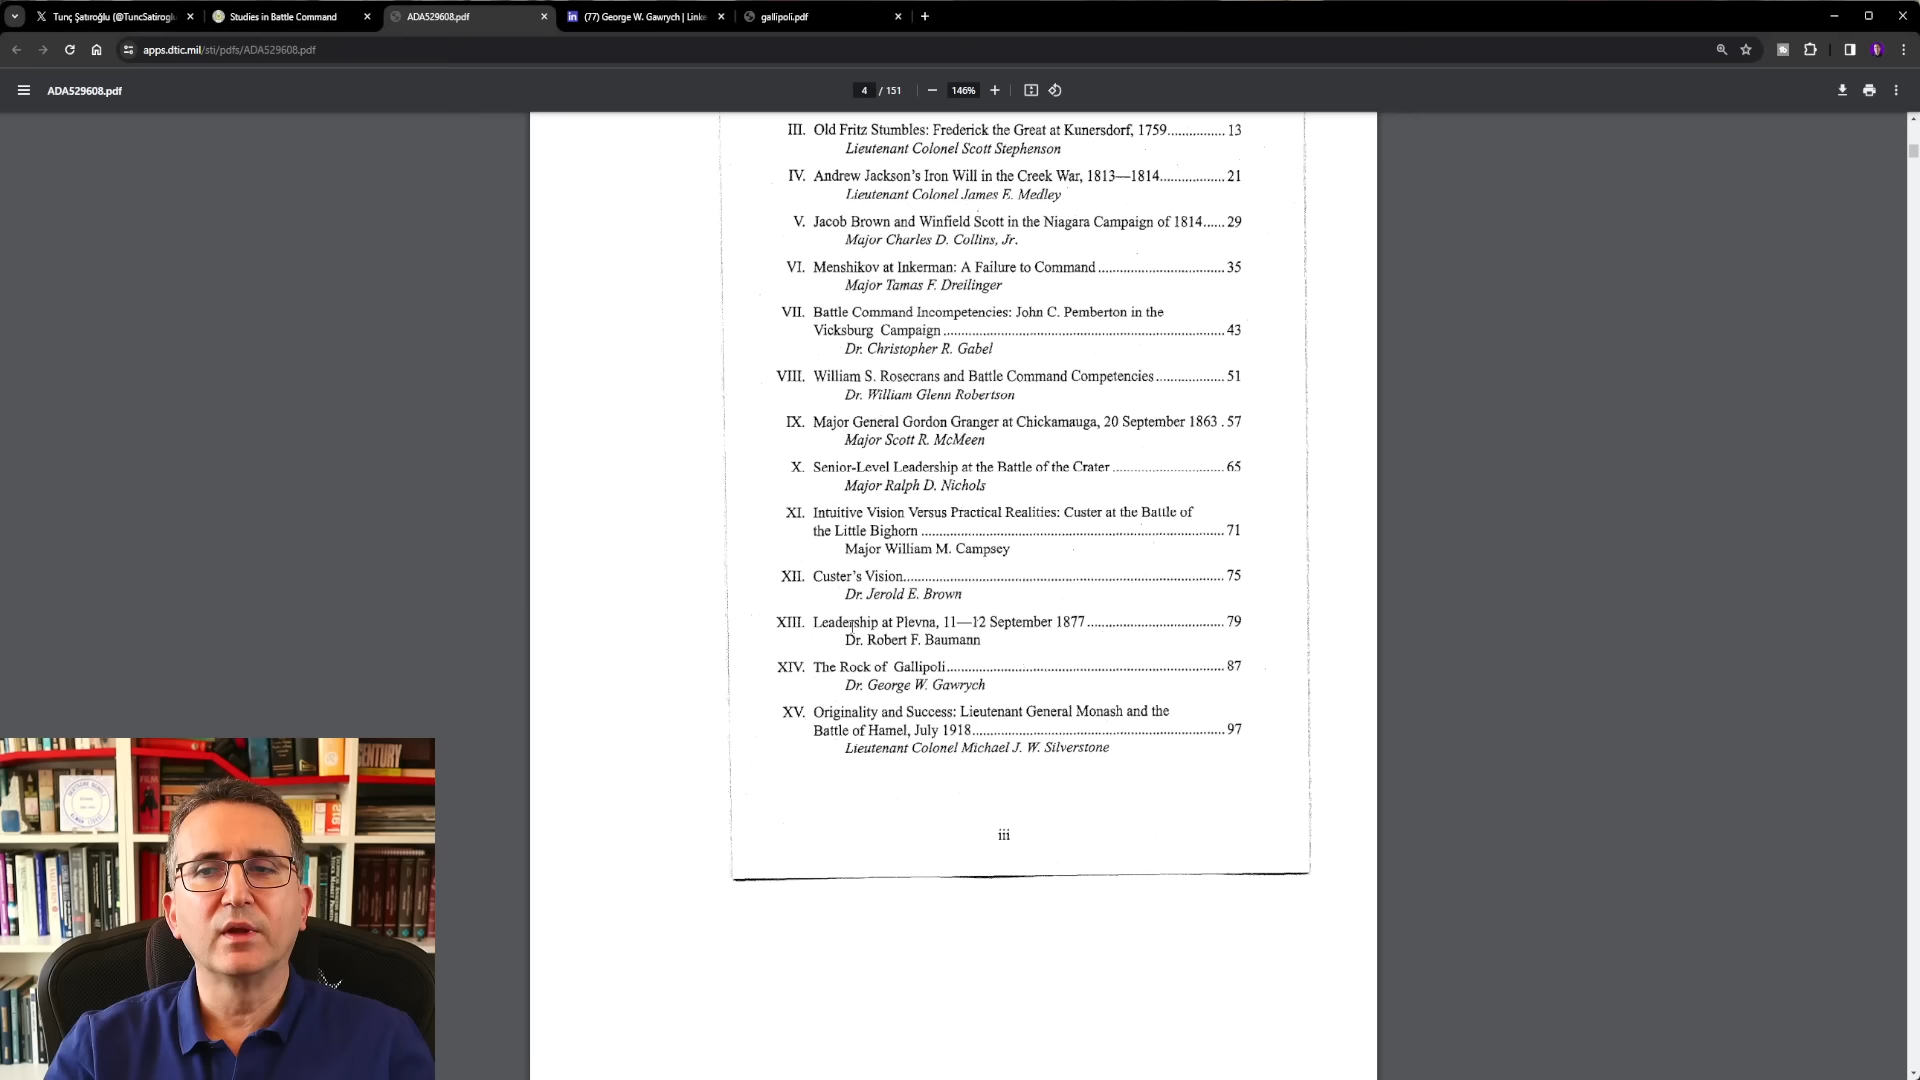 Tunç Şatıroğlu (@TuncSatiroglu
Studies in Battle Command
ADA529608.pdf
(77) George W. Gawrych | Linke
gallipoli.pdf
apps.dtic.mil/sti/pdfs/ADA529608.pdf
ADA529608.pdf
4 / 151
146%
III. Old Fritz Stumbles: Frederick the Great at Kunersdorf, 1759............... 13
Lieutenant Colonel Scott Stephenson
IV. Andrew Jackson's Iron Will in the Creek War, 1813—1814.................. 21
Lieutenant Colonel James E. Medley
V. Jacob Brown and Winfield Scott in the Niagara Campaign of 1814...... 29
Major Charles D. Collins, Jr.
VI. Menshikov at Inkerman: A Failure to Command .................................. 35
Major Tamas F. Dreilinger
VII. Battle Command Incompetencies: John C. Pemberton in the
Vicksburg Campaign ............................................................................ 43
Dr. Christopher R. Gabel
VIII. William S. Rosecrans and Battle Command Competencies .................. 51
Dr. William Glenn Robertson
IX. Major General Gordon Granger at Chickamauga, 20 September 1863 . 57
Major Scott R. McMeen
X. Senior-Level Leadership at the Battle of the Crater .............................. 65
Major Ralph D. Nichols
XI. Intuitive Vision Versus Practical Realities: Custer at the Battle of
the Little Bighorn .................................................................................. 71
Major William M. Campsey
XII. Custer's Vision....................................................................................... 75
Dr. Jerold E. Brown
XIII. Leadership at Plevna, 11—12 September 1877 ..................................... 79
Dr. Robert F. Baumann
XIV. The Rock of Gallipoli............................................................................ 87
Dr. George W. Gawrych
XV. Originality and Success: Lieutenant General Monash and the
Battle of Hamel, July 1918.................................................................... 97
Lieutenant Colonel Michael J. W. Silverstone
iii
CENTURY
FILM